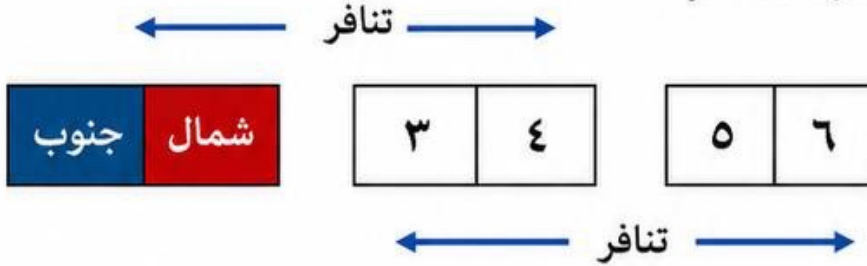 تنافر
شمال جنوب
٣ ٤
٥ ٦
تنافر